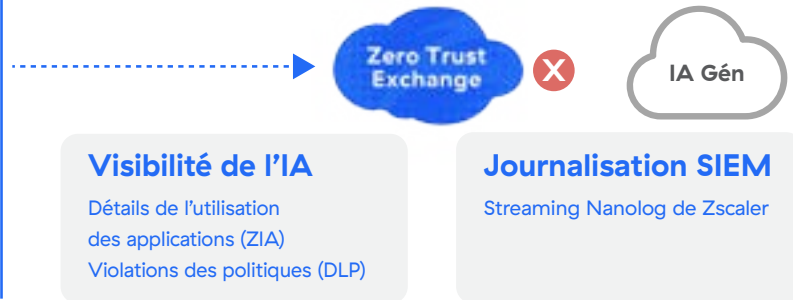 Zero Trust
Exchange
X
IA Gén
Visibilité de l’IA
Détails de l’utilisation
des applications (ZIA)
Violations des politiques (DLP)
Journalisation SIEM
Streaming Nanolog de Zscaler